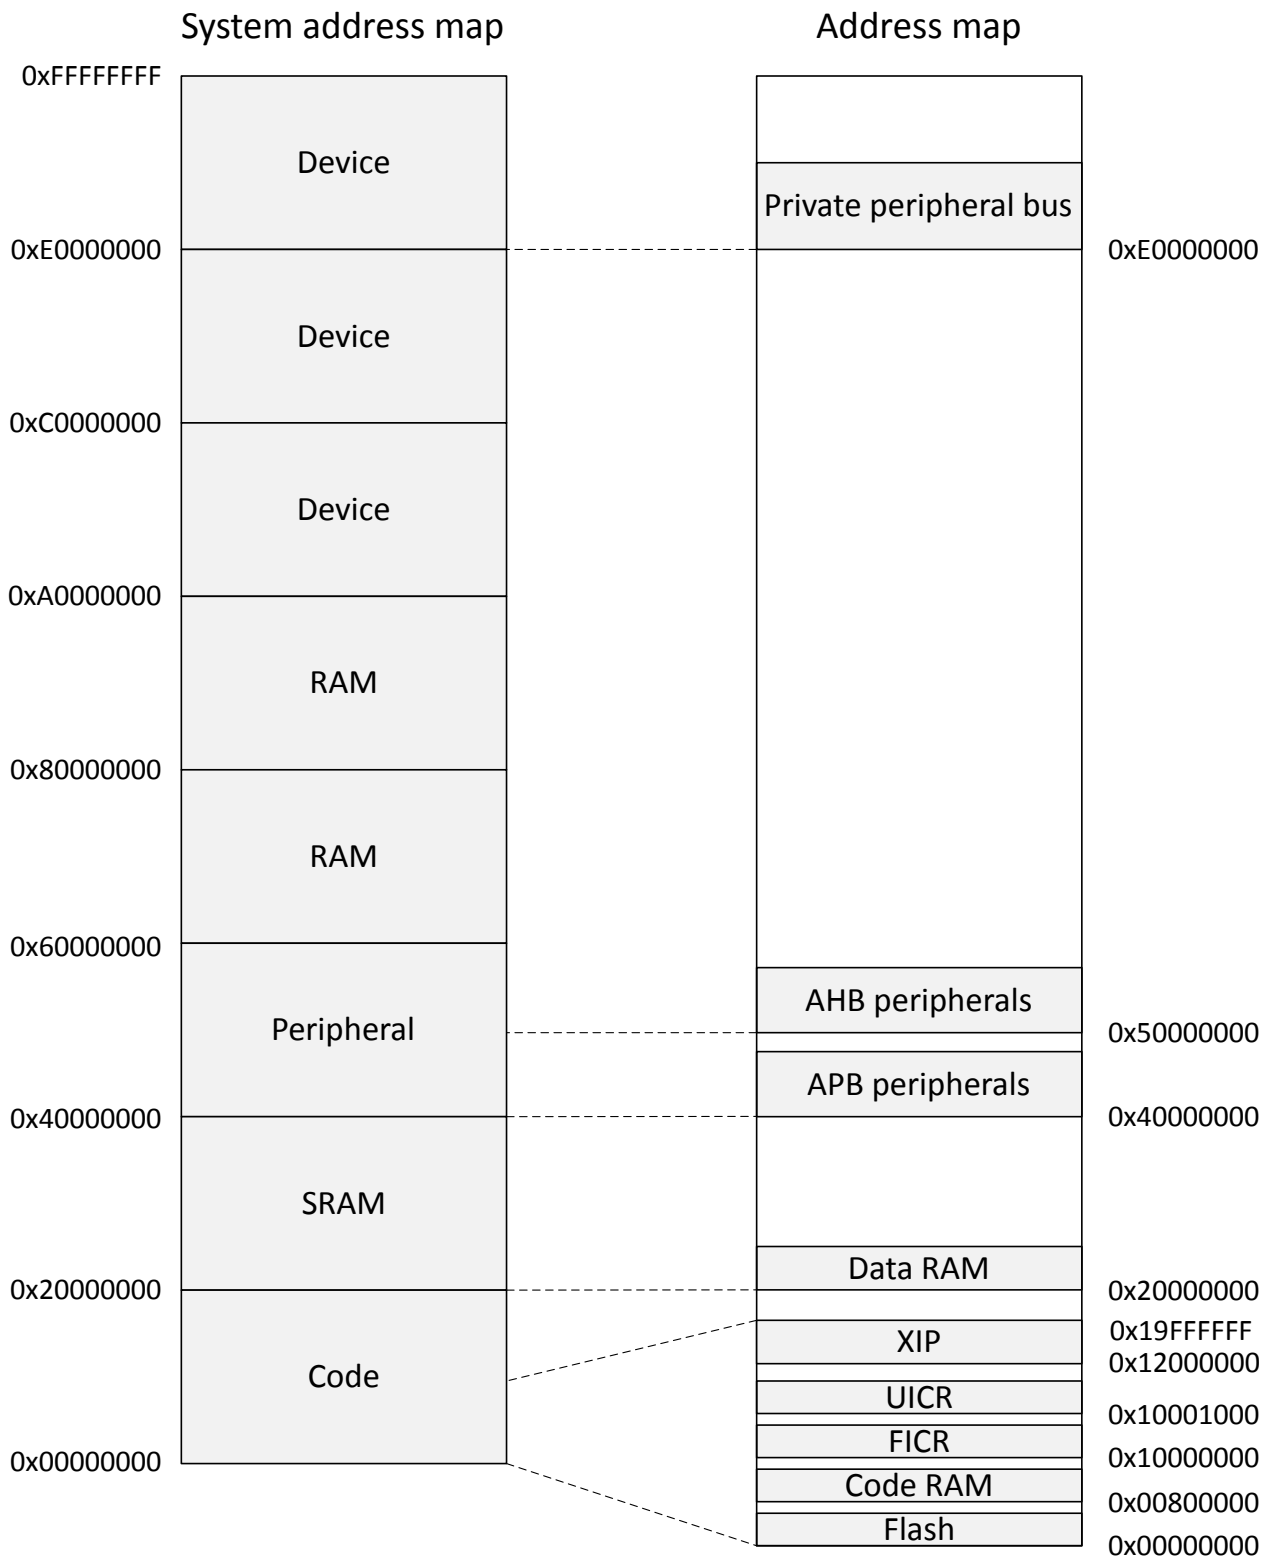 System address map
Address map
0xFFFFFFFF
Device
Private peripheral bus
0xE0000000
0xE0000000
Device
0xC0000000
Device
0xA0000000
RAM
0x80000000
RAM
0x60000000
AHB peripherals
Peripheral
0x50000000
APB peripherals
0x40000000
0x40000000
SRAM
Data RAM
0x20000000
0x20000000
0x19FFFFFF
XIP
0x12000000
Code
UICR
0x10001000
FICR
0x00000000
0x10000000
Code RAM
0x00800000
Flash
0x00000000